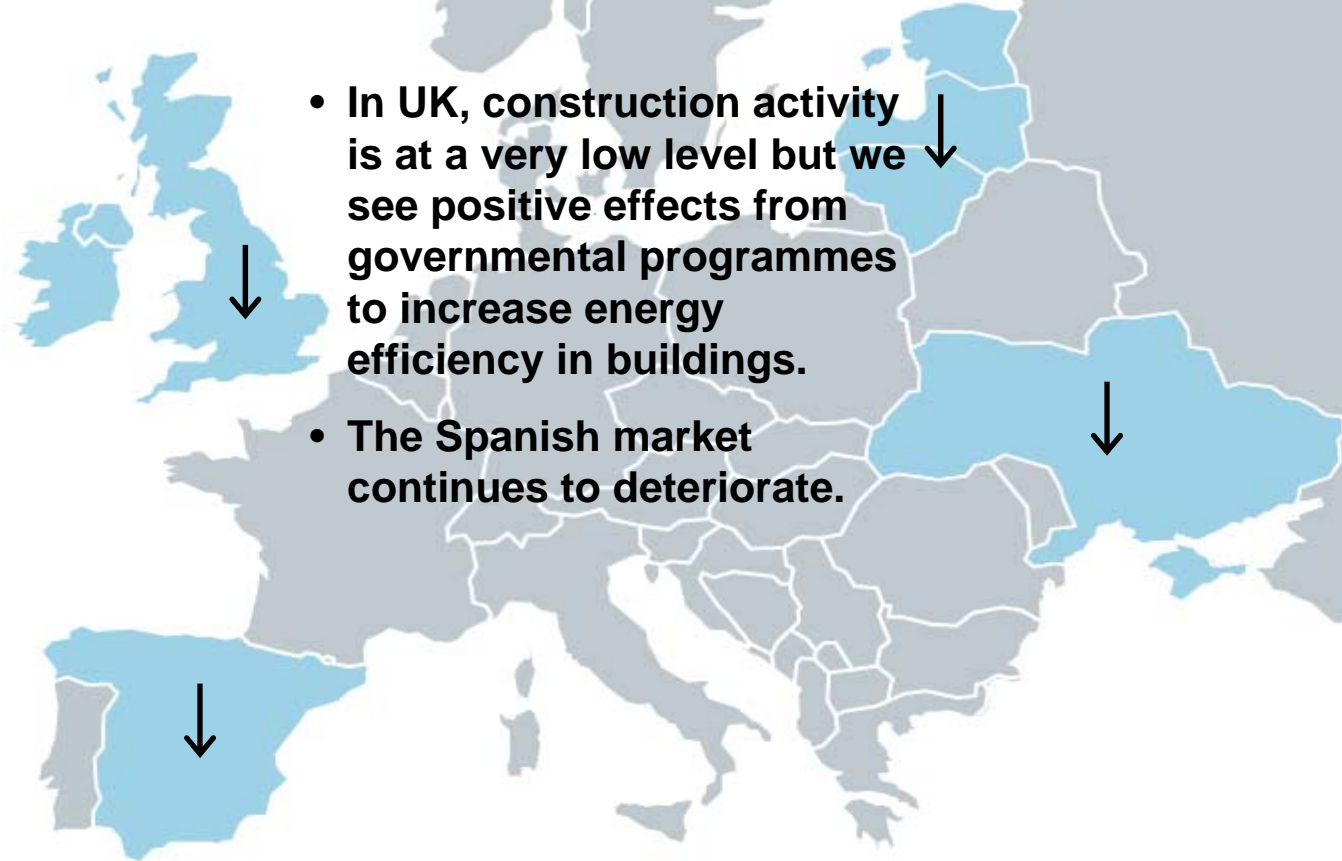 • In UK, construction activity
is at a very low level but we
see positive effects from
governmental programmes
to increase energy
efficiency in buildings.
• The Spanish market
continues to deteriorate.